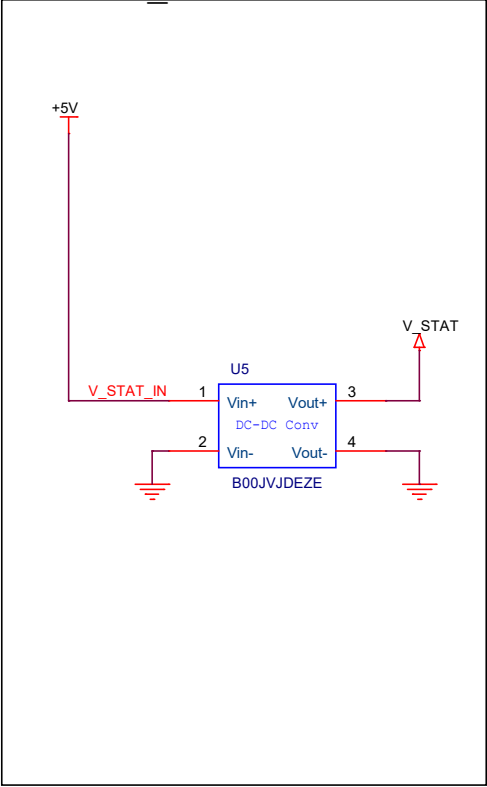 +5V
V_STAT
U5
V_STAT_IN 1 Vin+ Vout+ 3
DC-DC Conv
2 Vin- Vout- 4
B00JVJDEZE